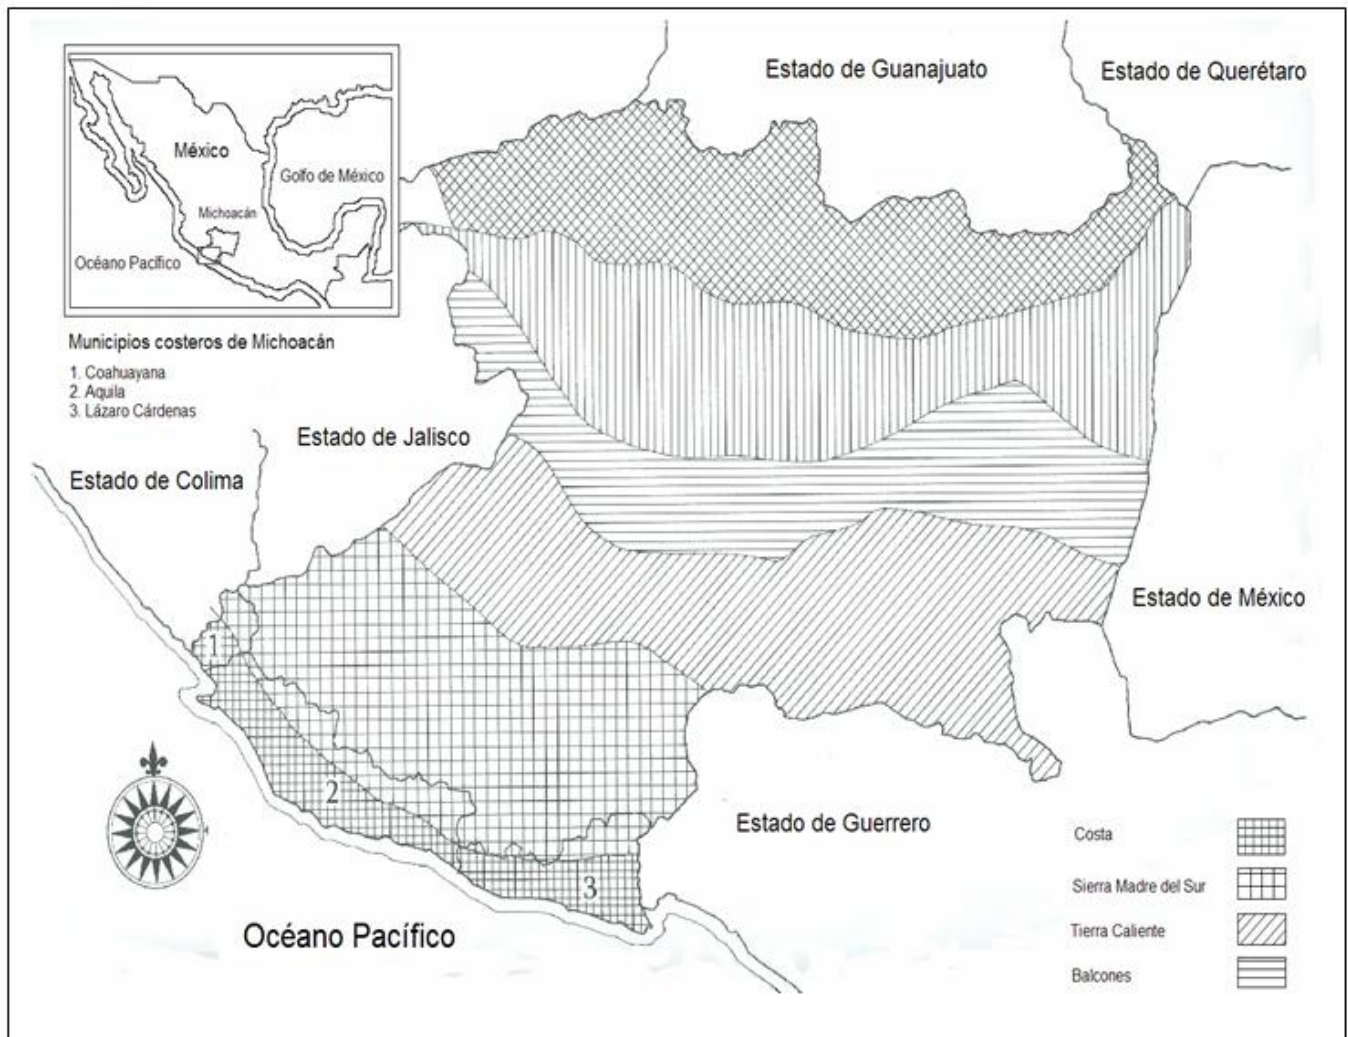 Estado de Guanajuato
Estado de Querétaro
México
Golfo de México
Michoacán
Océano Pacífico
Municipios costeros de Michoacán
1. Coahuayana
2. Aquila
3. Lázaro Cárdenas
Estado de Jalisco
Estado de Colima
Estado de México
1
2
3
Estado de Guerrero
Océano Pacífico
Costa
Sierra Madre del Sur
Tierra Caliente
Balcones